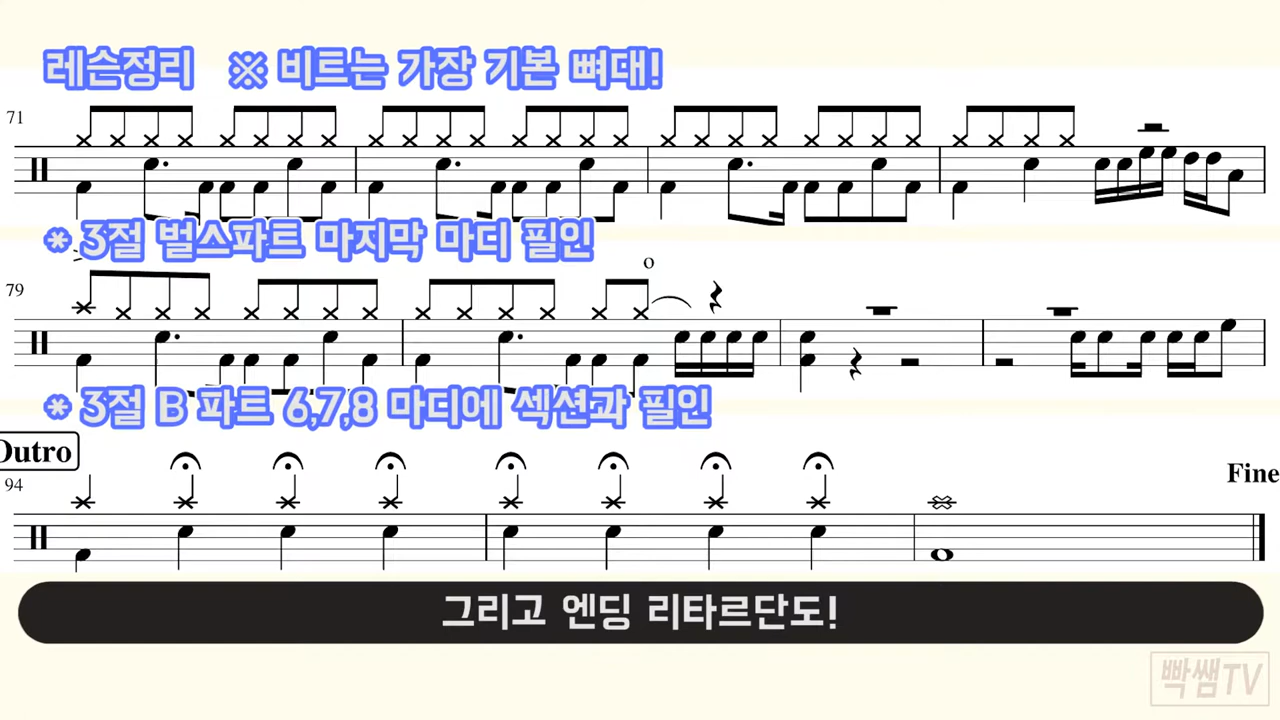 레슨정리 ※ 비트는 가장 기본 뼈대!
71
* 3절 벌스파트 마지막 마디 필인
o
79
* 3절 B 파트 6,7,8 마디에 섹션과 필인
Outro
94
Fine
그리고 엔딩 리타르단도!
빡쌤TV